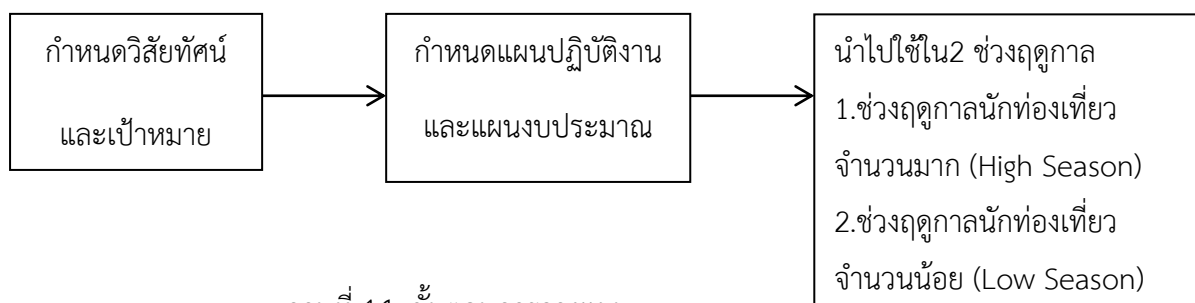 กำหนดวิสัยทัศน์
และเป้าหมาย
กำหนดแผนปฏิบัติงาน
และแผนงบประมาณ
นำไปใช้ใน2 ช่วงฤดูกาล
1.ช่วงฤดูกาลนักท่องเที่ยว
จำนวนมาก (High Season)
2.ช่วงฤดูกาลนักท่องเที่ยว
จำนวนน้อย (Low Season)